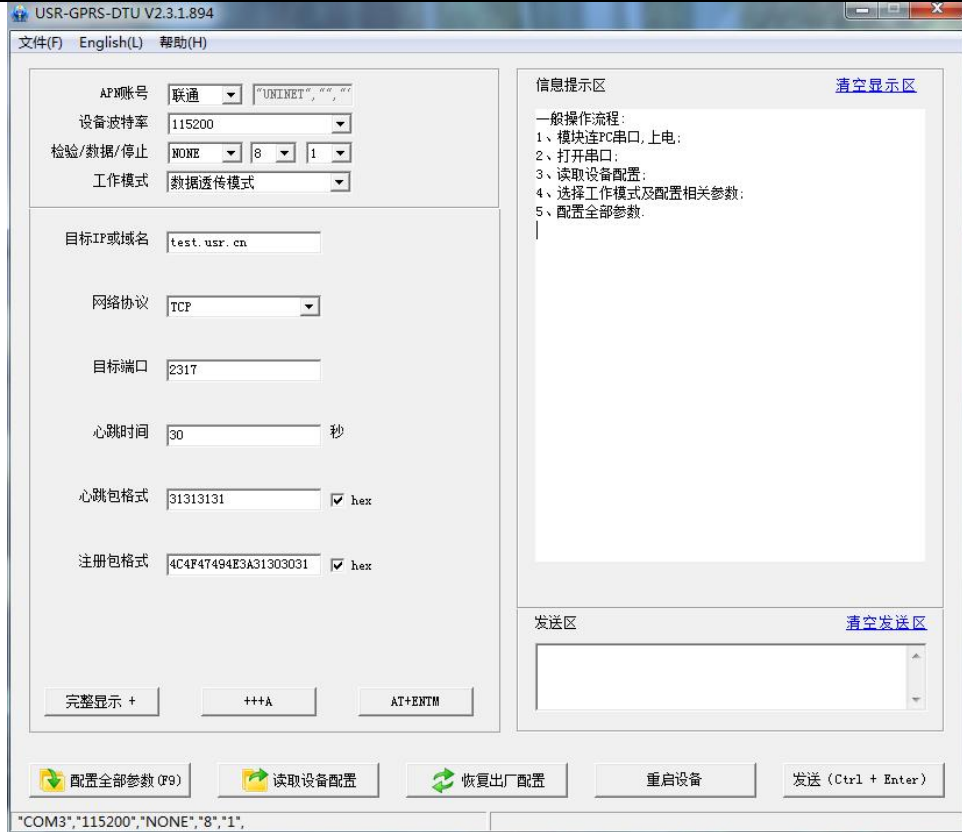 USR-GPRS-DTU V2.3.1.894
文件(F) English(L) 帮助(H)
APN账号 联通 "UNINET","","
设备波特率 115200
检验/数据/停止 NONE 8 1
工作模式 数据透传模式
目标IP或域名 test.usr.cn
网络协议 TCP
目标端口 2317
心跳时间 30 秒
心跳包格式 31313131 hex
注册包格式 4C4F47494E3A31303031 hex
完整显示 + +++A AT+ENTM
信息提示区 清空显示区
一般操作流程:
1、模块连PC串口,上电;
2、打开串口;
3、读取设备配置;
4、选择工作模式及配置相关参数;
5、配置全部参数.
发送区 清空发送区
配置全部参数(F9) 读取设备配置 恢复出厂配置 重启设备 发送 (Ctrl + Enter)
"COM3","115200","NONE","8","1",